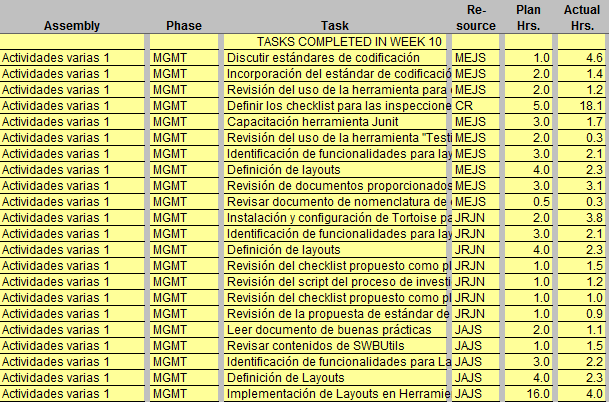 Assembly Phase Task Re-source Plan Hrs. Actual Hrs.
TASKS COMPLETED IN WEEK 10
Actividades varias 1 MGMT Discutir estándares de codificación MEJS 1.0 4.6
Actividades varias 1 MGMT Incorporación del estándar de codificació MEJS 2.0 1.4
Actividades varias 1 MGMT Revisión del uso de la herramienta para MEJS 2.0 1.2
Actividades varias 1 MGMT Definir los checklist para las inspeccione CR 5.0 18.1
Actividades varias 1 MGMT Capacitación herramienta Junit MEJS 3.0 1.7
Actividades varias 1 MGMT Revisión del uso de la herramienta "Testi MEJS 2.0 0.3
Actividades varias 1 MGMT Identificación de funcionalidades para lay MEJS 3.0 2.1
Actividades varias 1 MGMT Definición de layouts MEJS 4.0 2.3
Actividades varias 1 MGMT Revisión de documentos proporcionados MEJS 3.0 3.1
Actividades varias 1 MGMT Revisar documento de nomenclatura de MEJS 0.5 0.3
Actividades varias 1 MGMT Instalación y configuración de Tortoise pa JRJN 2.0 3.8
Actividades varias 1 MGMT Identificación de funcionalidades para lay JRJN 3.0 2.1
Actividades varias 1 MGMT Definición de layouts JRJN 4.0 2.3
Actividades varias 1 MGMT Revisión del checklist propuesto como pl JRJN 1.0 1.5
Actividades varias 1 MGMT Revisión del script del proceso de investi JRJN 1.0 1.2
Actividades varias 1 MGMT Revisión del checklist propuesto como pl JRJN 1.0 1.0
Actividades varias 1 MGMT Revisión de la propuesta de estándar de JRJN 1.0 0.9
Actividades varias 1 MGMT Leer documento de buenas prácticas JAJS 2.0 1.1
Actividades varias 1 MGMT Revisar contenidos de SWBUtils JAJS 1.0 1.5
Actividades varias 1 MGMT Identificación de funcionalidades para La JAJS 3.0 2.2
Actividades varias 1 MGMT Definición de Layouts JAJS 4.0 2.3
Actividades varias 1 MGMT Implementación de Layouts en Herramie JAJS 16.0 4.0